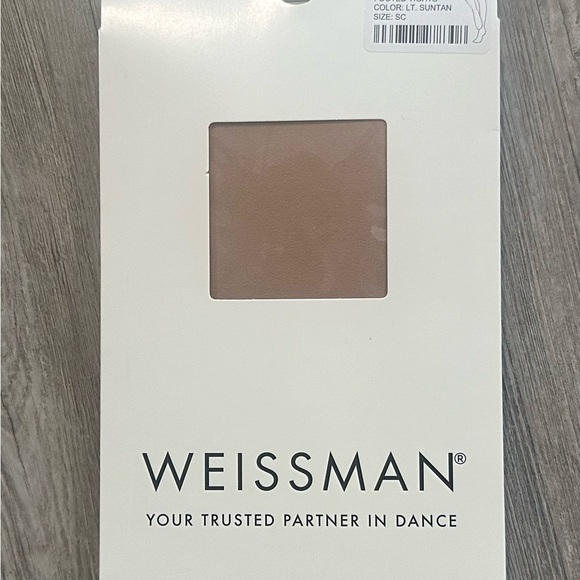 COLOR: LT. SUNTAN
SIZE: SC
WEISSMAN®
YOUR TRUSTED PARTNER IN DANCE